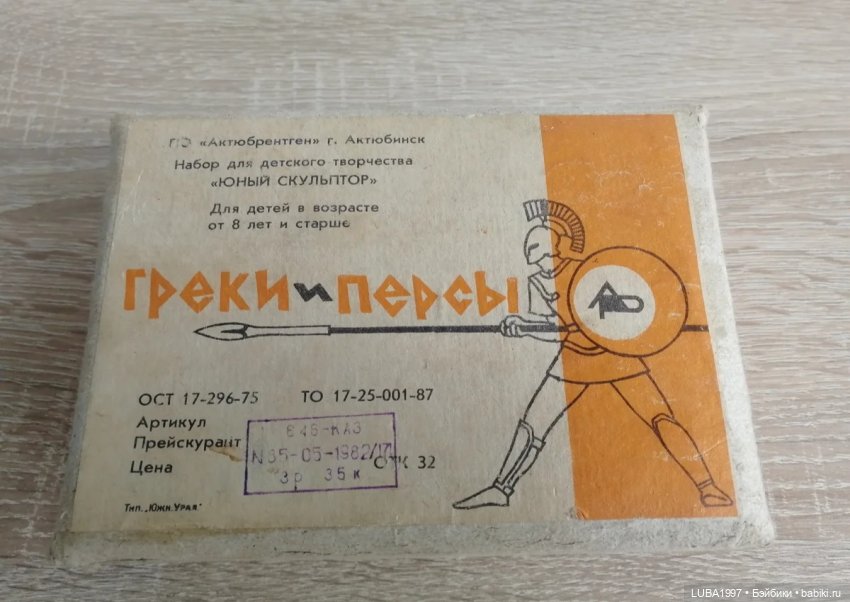 ПО «Актюбрентген» г. Актюбинск
Набор для детского творчества
«ЮНЫЙ СКУЛЬПТОР»
Для детей в возрасте
от 8 лет и старше
ГРЕКИ и ПЕРСЫ
ОСТ 17-296-75 ТО 17-25-001-87
Артикул
Прейскурант
Цена
646-КАЗ
N35-05-1982/17
3р 35к
ОТК 32
Тип. „Южн. Урал"
LUBA1997 • Бэйбики • babiki.ru